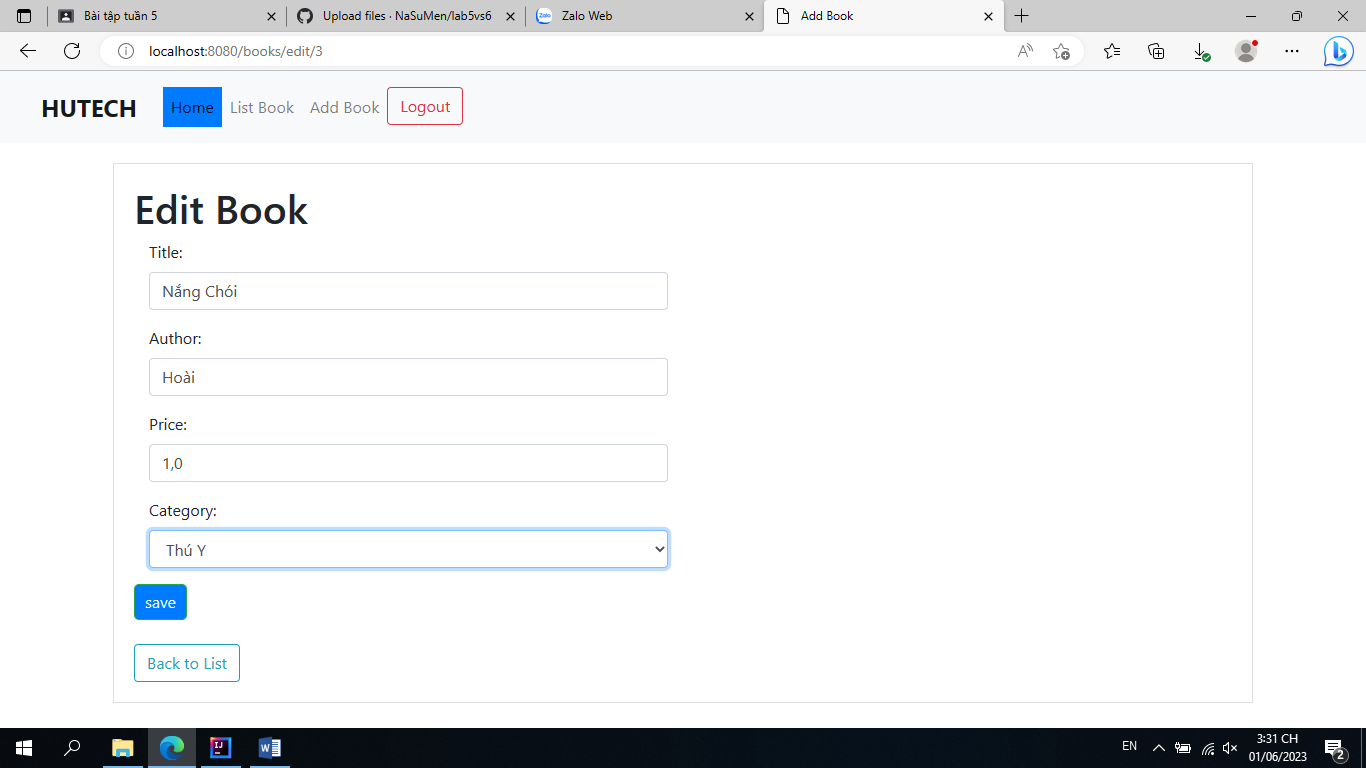 Bài tập tuần 5
Upload files · NaSuMen/lab5vs6
Zalo Web
Add Book
localhost:8080/books/edit/3
HUTECH Home List Book Add Book Logout
Edit Book
Title:
Nắng Chói
Author:
Hoài
Price:
1,0
Category:
Thú Y
save
Back to List
EN
3:31 CH
01/06/2023
2